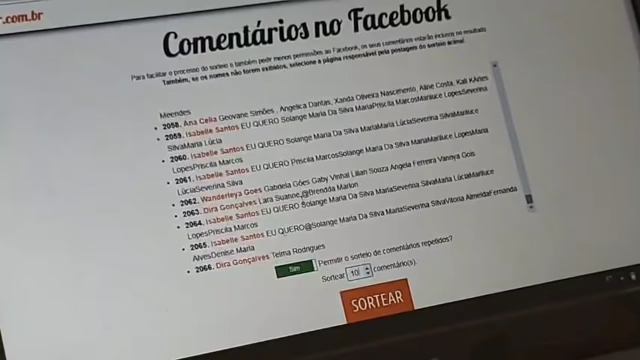 .com.br
Comentários no Facebook
Para facilitar o processo do sorteio e também pedir menos permissões ao Facebook, os seus comentários estarão inclusos no resultado
Também, se os nomes não forem exibidos, selecione a página responsável pela postagem do sorteio acima!
Meendes
2058. Ana Celia Geovane Simões , Angelica Dantas, Xanda Oliveira Nascimento, Aline Costa, Kall KAries
2059. Isabelle Santos EU QUERO Solange Maria Da Silva MariaPriscila MarcosMariluce LopesSeverina
SilvaMaria Lúcia
2060. Isabelle Santos EU QUERO Solange Maria Da Silva MariaMaria LúciaSeverina SilvaMariluce
LopesPriscila Marcos
2061. Isabelle Santos EU QUERO Priscila MarcosSolange Maria Da Silva MariaMariluce LopesMaria
LúciaSeverina Silva
2062. Wanderleya Goes Gabriela Góes Gaby Vinhal Lilian Souza Angela Ferreira Vannya Gois
2063. Dira Gonçalves Lara Suanne @Brendda Marlon
2064. Isabelle Santos EU QUERO Solange Maria Da Silva MariaSeverina SilvaMaria LúciaMariluce
LopesPriscila Marcos
2065. Isabelle Santos EU QUERO@Solange Maria Da Silva MariaSeverina SilvaVitoria AlmeidaFernanda
AlvesDenise Maria
2066. Dira Gonçalves Telma Rodrigues
Sim Permitir o sorteio de comentários repetidos?
Sortear 10 comentário(s).
SORTEAR